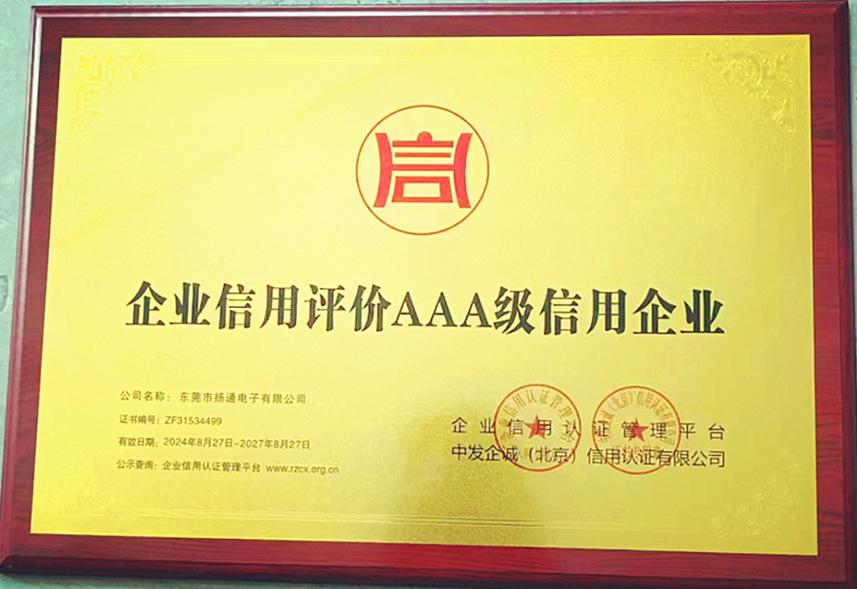 信
企业信用评价AAA级信用企业
公司名称：东莞市扬通电子有限公司
证书编号：ZF31534499
有效日期：2024年8月27日-2027年8月27日
公示查询：企业信用认证管理平台 www.rzcx.org.cn
企业信用认证管理平台
中发企诚（北京）信用认证有限公司